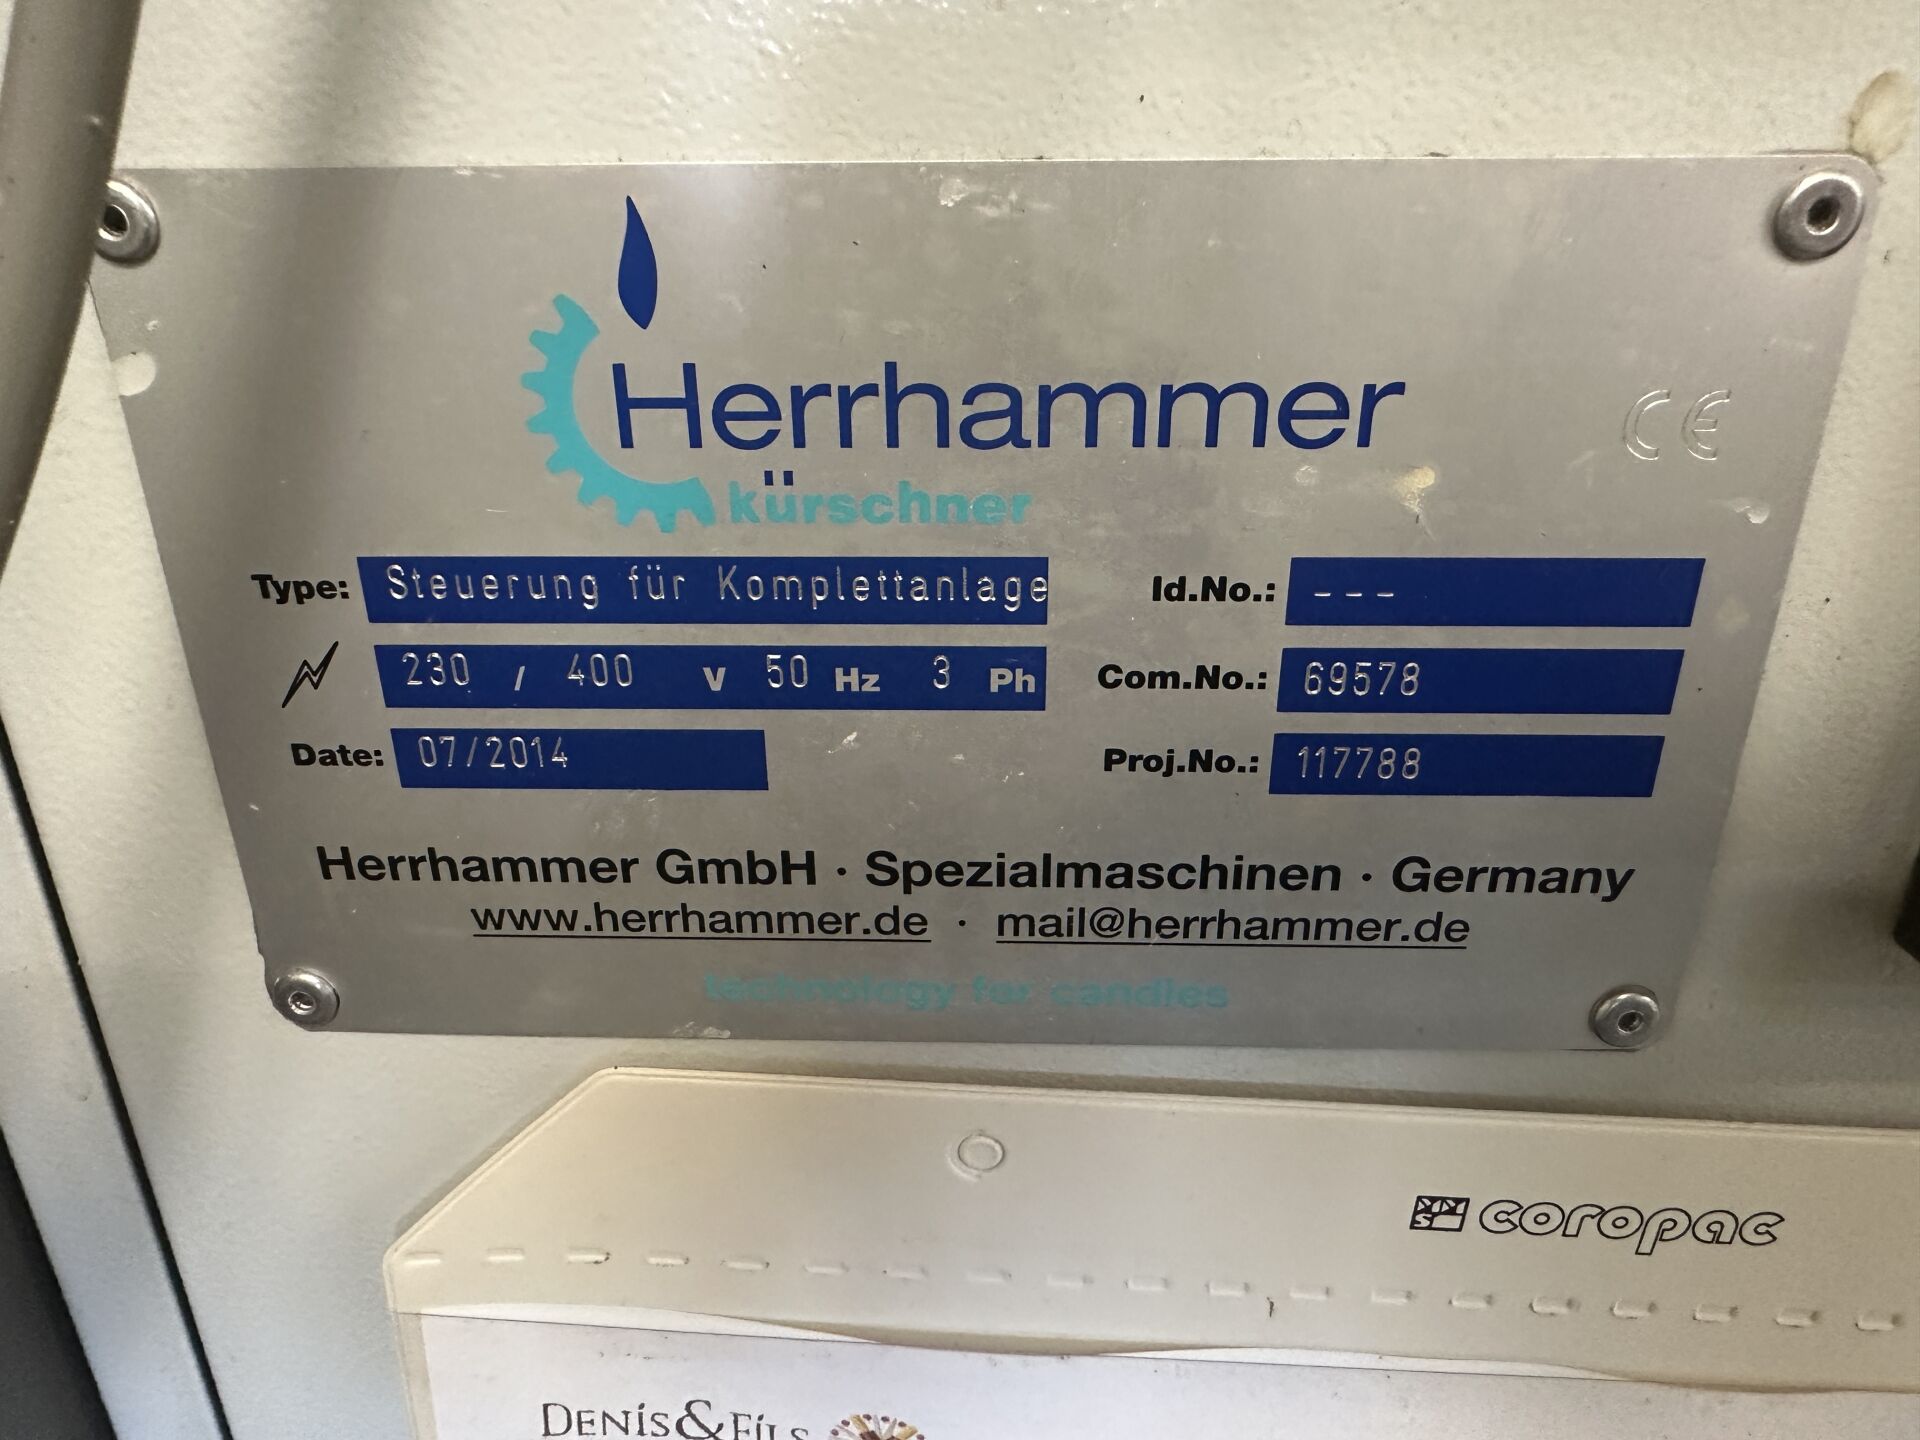 Herrhammer
kürschner
CE
Type: Steuerung für Komplettanlage
Id.No.: ---
230 / 400 V 50 Hz 3 Ph
Com.No.: 69578
Date: 07/2014
Proj.No.: 117788
Herrhammer GmbH · Spezialmaschinen · Germany
www.herrhammer.de · mail@herrhammer.de
technology for candles
coropac
DENIS&FILS